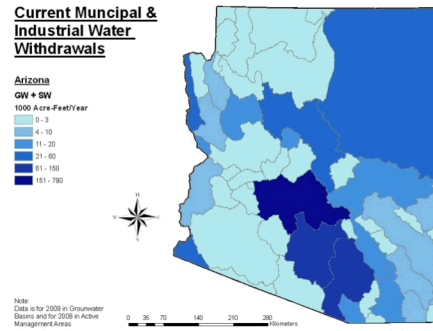 Current Muncipal &
Industrial Water
Withdrawals
Arizona
GW + SW
1000 Acre-Feet/Year
0 - 3
4 - 10
11 - 20
21 - 60
61 - 150
151 - 790
N
W
E
S
Note:
Data is for 2009 in Grounwater
Basins and for 2008 in Active
Management Areas
0 35 70 140 210 280
Kilometers